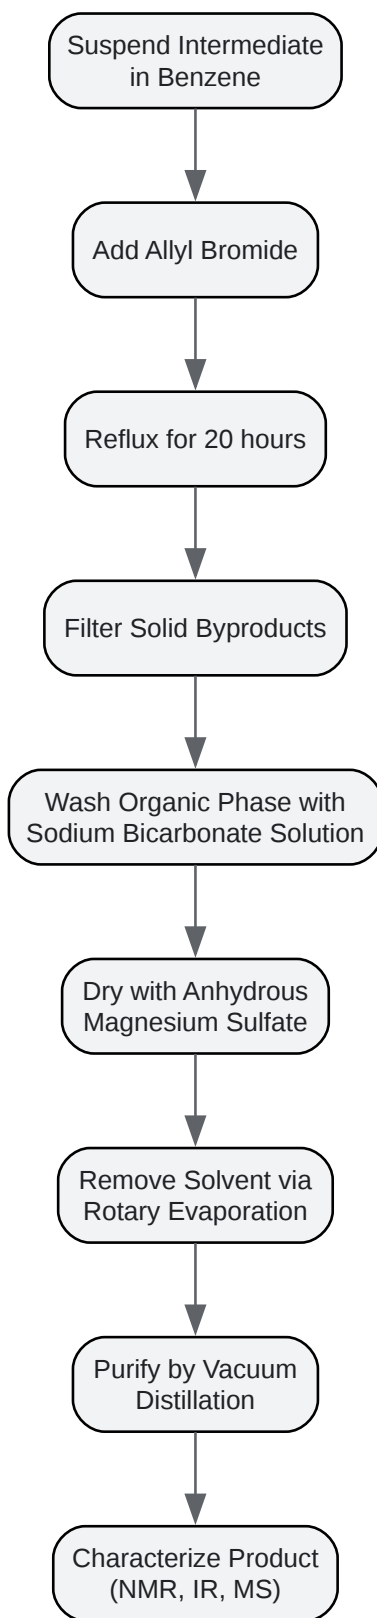 Suspend Intermediate
in Benzene
Add Allyl Bromide
Reflux for 20 hours
Filter Solid Byproducts
Wash Organic Phase with
Sodium Bicarbonate Solution
Dry with Anhydrous
Magnesium Sulfate
Remove Solvent via
Rotary Evaporation
Purify by Vacuum
Distillation
Characterize Product
(NMR, IR, MS)